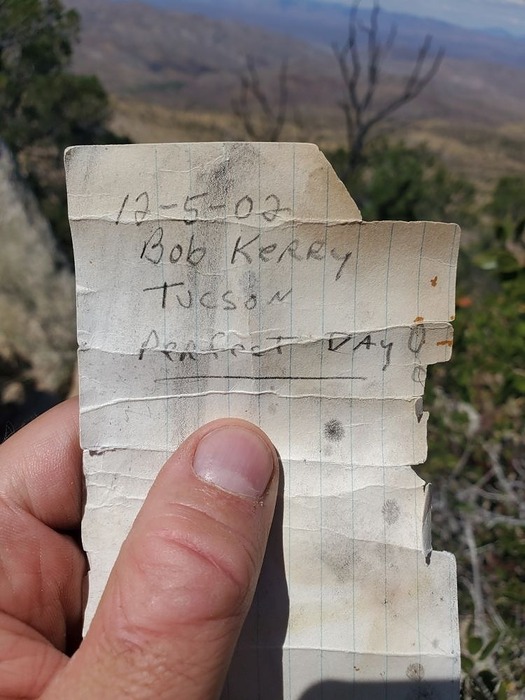 12-5-02
Bob Kerry
Tucson
Perfect Day!